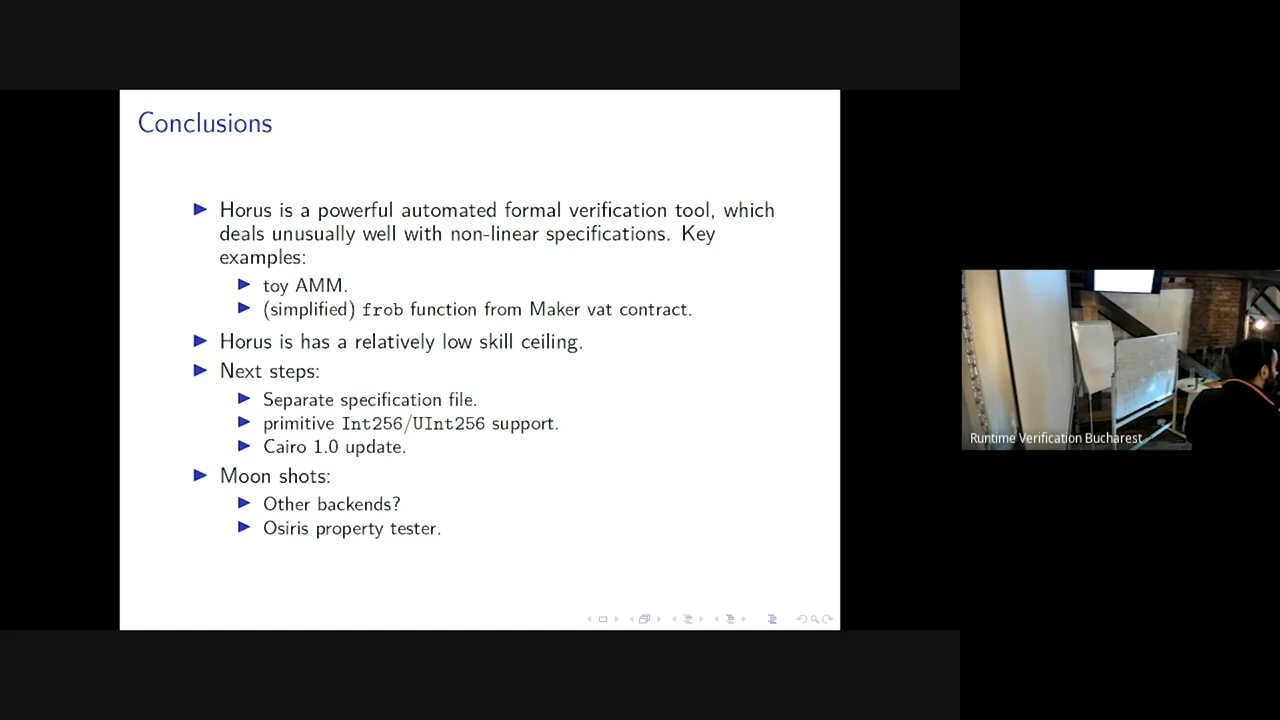 Conclusions
Horus is a powerful automated formal verification tool, which
deals unusually well with non-linear specifications. Key
examples:
toy AMM.
(simplified) frob function from Maker vat contract.
Horus is has a relatively low skill ceiling.
Next steps:
Separate specification file.
primitive Int256/UInt256 support.
Cairo 1.0 update.
Moon shots:
Other backends?
Osiris property tester.
Runtime Verification Bucharest